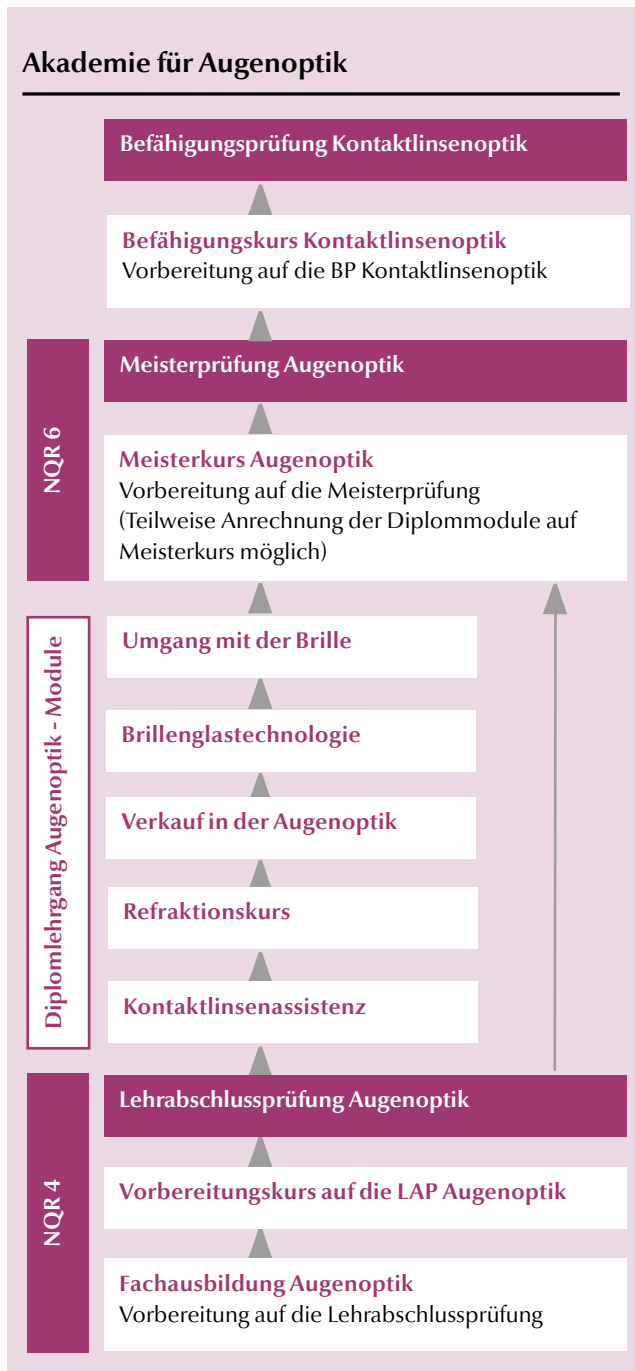 Akademie für Augenoptik
Befähigungsprüfung Kontaktlinsenoptik
Befähigungskurs Kontaktlinsenoptik
Vorbereitung auf die BP Kontaktlinsenoptik
NQR 6
Meisterprüfung Augenoptik
Meisterkurs Augenoptik
Vorbereitung auf die Meisterprüfung
(Teilweise Anrechnung der Diplommodule auf
Meisterkurs möglich)
Diplomlehrgang Augenoptik - Module
Umgang mit der Brille
Brillenglastechnologie
Verkauf in der Augenoptik
Refraktionskurs
Kontaktlinsenassistenz
NQR 4
Lehrabschlussprüfung Augenoptik
Vorbereitungskurs auf die LAP Augenoptik
Fachausbildung Augenoptik
Vorbereitung auf die Lehrabschlussprüfung